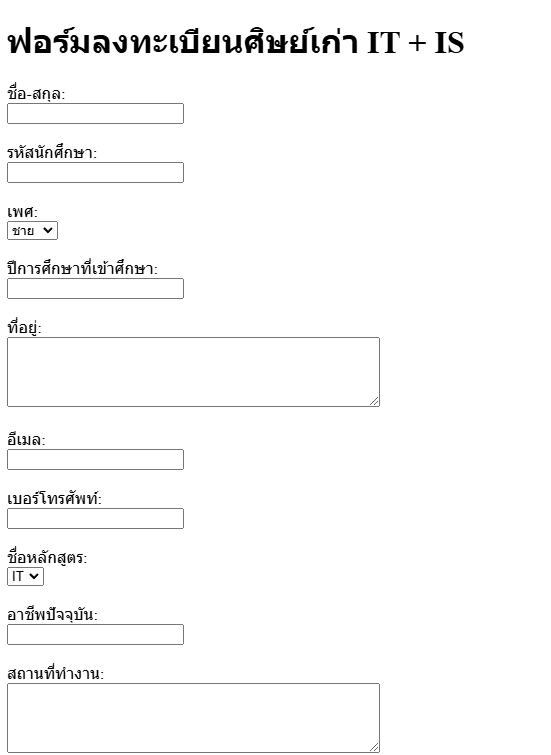 ฟอร์มลงทะเบียนศิษย์เก่า IT + IS
ชื่อ-สกุล:
รหัสนักศึกษา:
เพศ:
ชาย
ปีการศึกษาที่เข้าศึกษา:
ที่อยู่:
อีเมล:
เบอร์โทรศัพท์:
ชื่อหลักสูตร:
IT
อาชีพปัจจุบัน:
สถานที่ทำงาน: